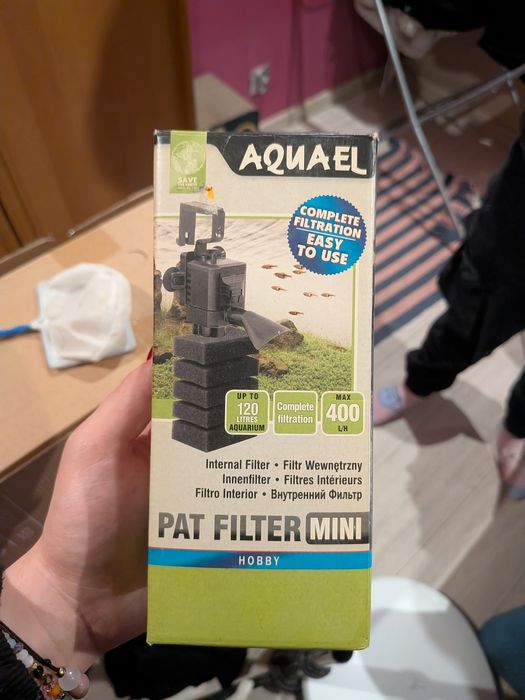 SAVE
AQUAEL
COMPLETE
FILTRATION
EASY
TO USE
UP TO
120
LITRES
AQUARIUM
Complete
filtration
MAX
400
L/H
Internal Filter • Filtr Wewnętrzny
Innenfilter • Filtres Intérieurs
Filtro Interior • Внутренний Фильтр
PAT FILTER MINI
HOBBY